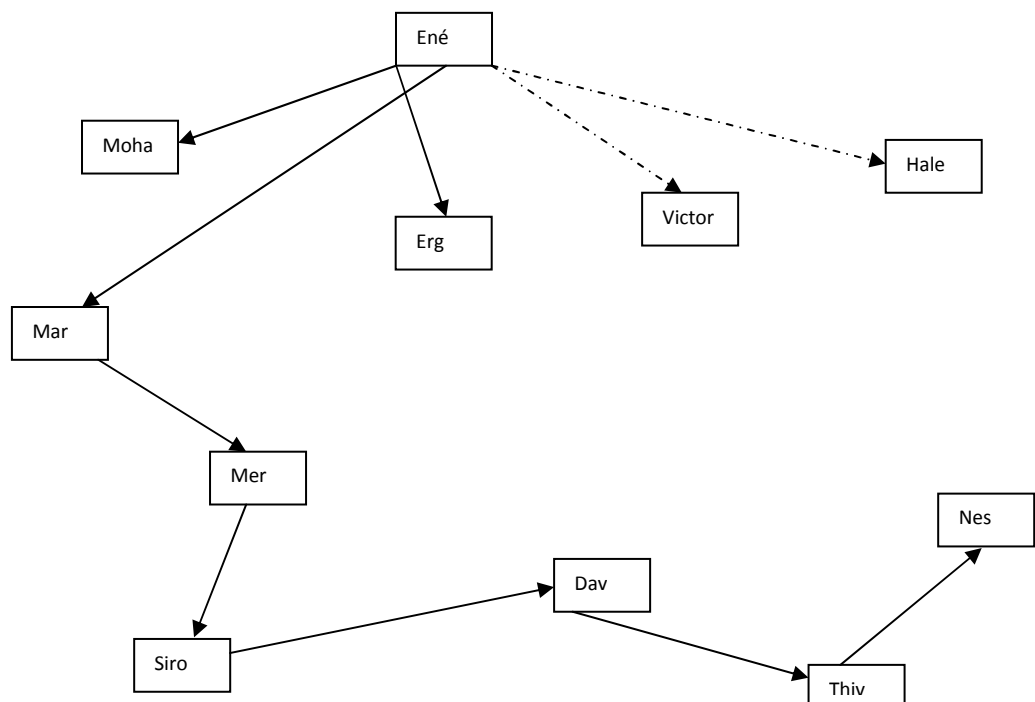 Ené
Moha
Hale
Victor
Erg
Mar
Mer
Nes
Dav
Siro
Thiv